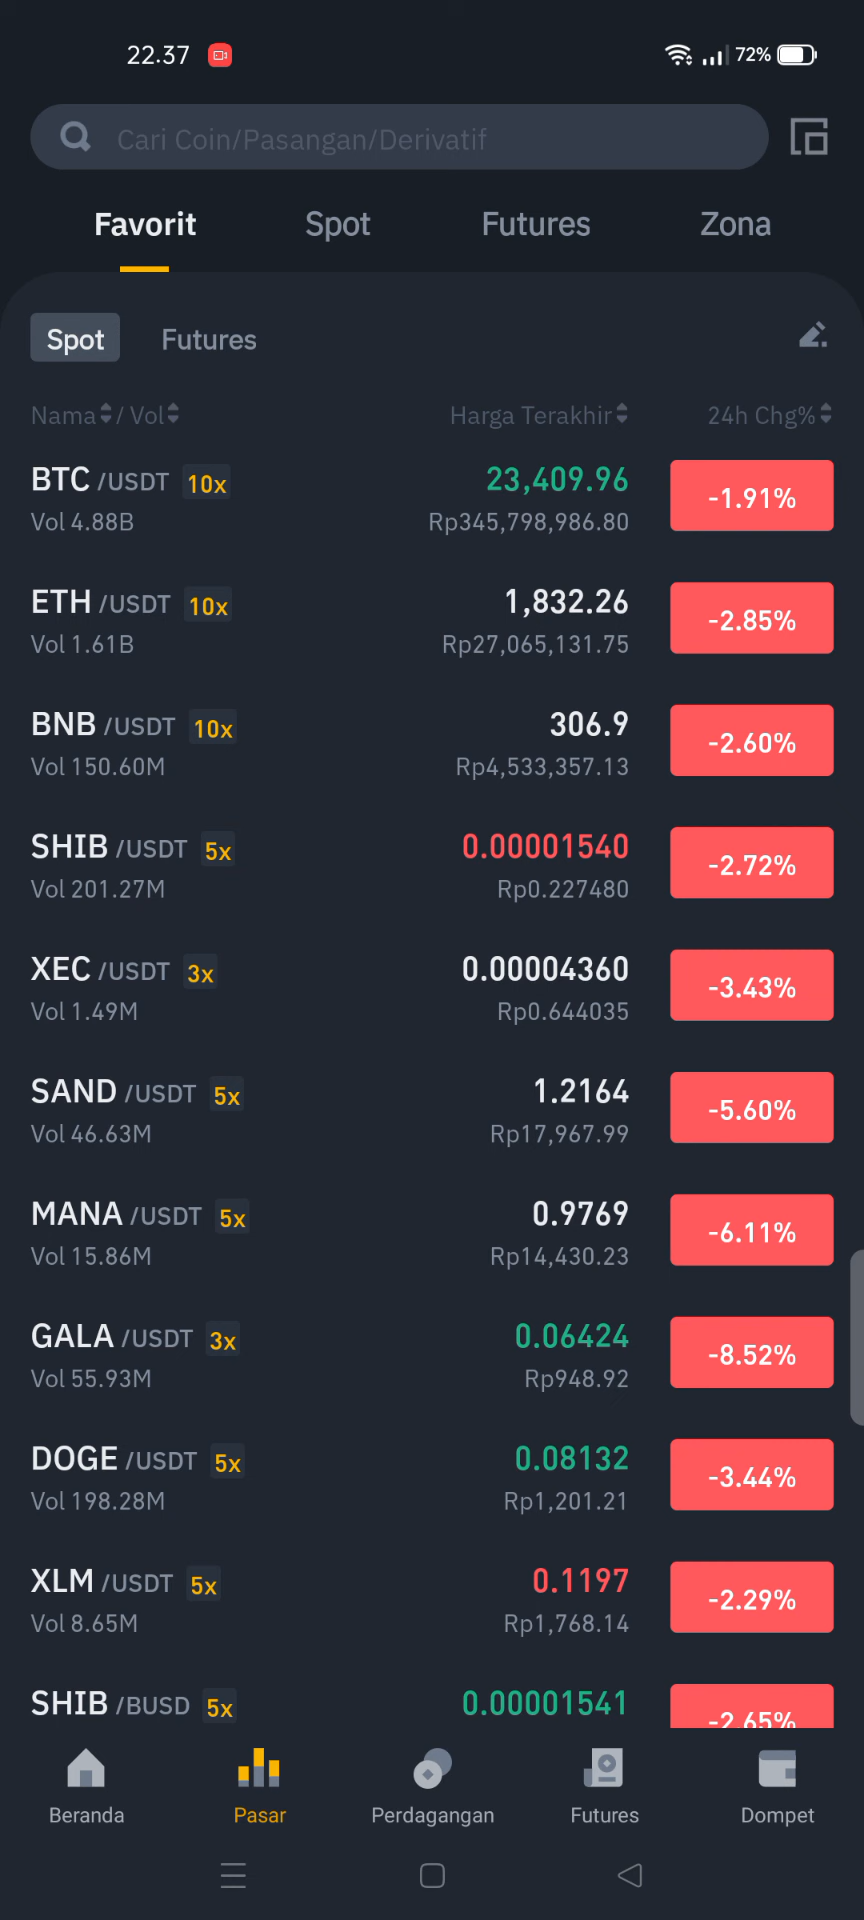 22.37 72%
Cari Coin/Pasangan/Derivatif
Favorit Spot Futures Zona
Spot Futures
Nama / Vol Harga Terakhir 24h Chg%
BTC /USDT 10x 23,409.96 -1.91%
Vol 4.88B Rp345,798,986.80
ETH /USDT 10x 1,832.26 -2.85%
Vol 1.61B Rp27,065,131.75
BNB /USDT 10x 306.9 -2.60%
Vol 150.60M Rp4,533,357.13
SHIB /USDT 5x 0.00001540 -2.72%
Vol 201.27M Rp0.227480
XEC /USDT 3x 0.00004360 -3.43%
Vol 1.49M Rp0.644035
SAND /USDT 5x 1.2164 -5.60%
Vol 46.63M Rp17,967.99
MANA /USDT 5x 0.9769 -6.11%
Vol 15.86M Rp14,430.23
GALA /USDT 3x 0.06424 -8.52%
Vol 55.93M Rp948.92
DOGE /USDT 5x 0.08132 -3.44%
Vol 198.28M Rp1,201.21
XLM /USDT 5x 0.1197 -2.29%
Vol 8.65M Rp1,768.14
SHIB /BUSD 5x 0.00001541 -2.65%
Beranda Pasar Perdagangan Futures Dompet